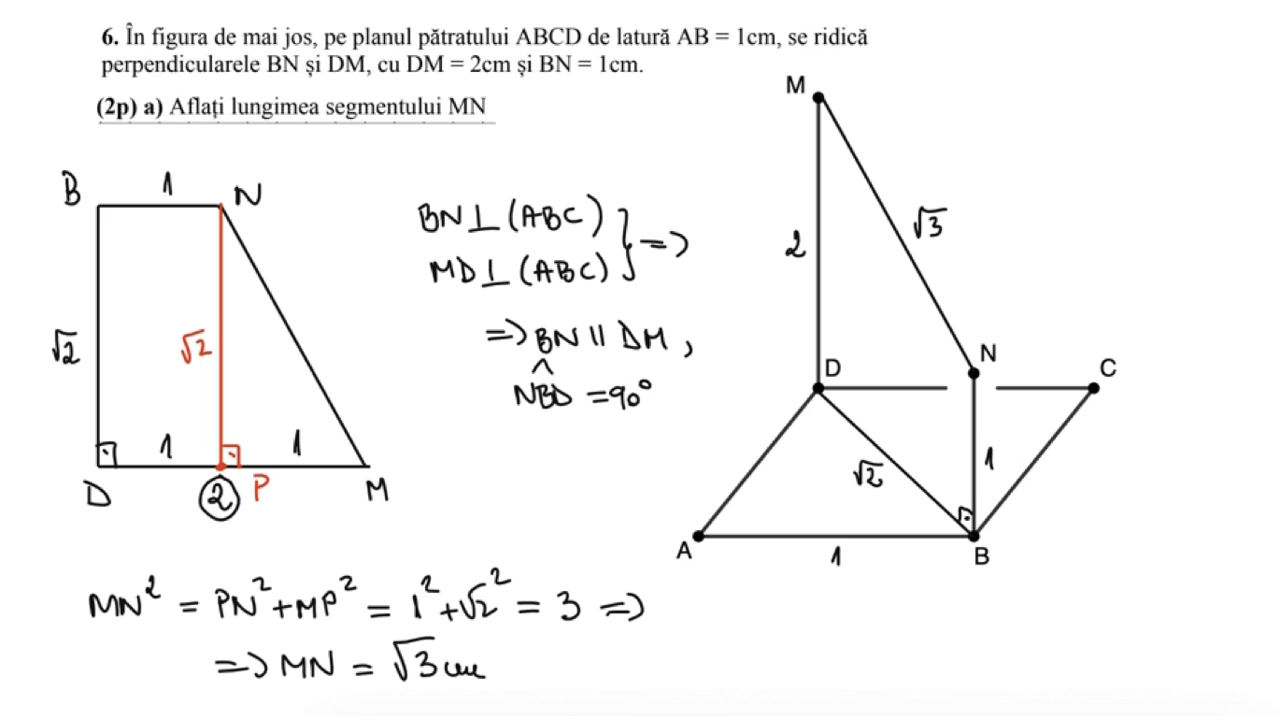 6. În figura de mai jos, pe planul pătratului ABCD de latură AB = 1cm, se ridică
perpendicularele BN și DM, cu DM = 2cm și BN = 1cm.
(2p) a) Aflați lungimea segmentului MN
B 1 N
√2 √2
1 1
D 2 P M
BN ⊥ (ABC)
MD ⊥ (ABC) } =>
=> BN || DM,
NBD^ = 90°
MN² = PN² + MP² = 1² + √2² = 3 =>
=> MN = √3 cm
M
√3
2
D N C
√2 1
A 1 B